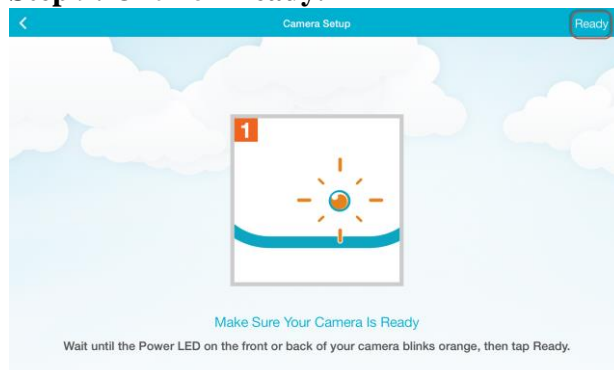 Camera Setup
Ready
1
Make Sure Your Camera Is Ready
Wait until the Power LED on the front or back of your camera blinks orange, then tap Ready.